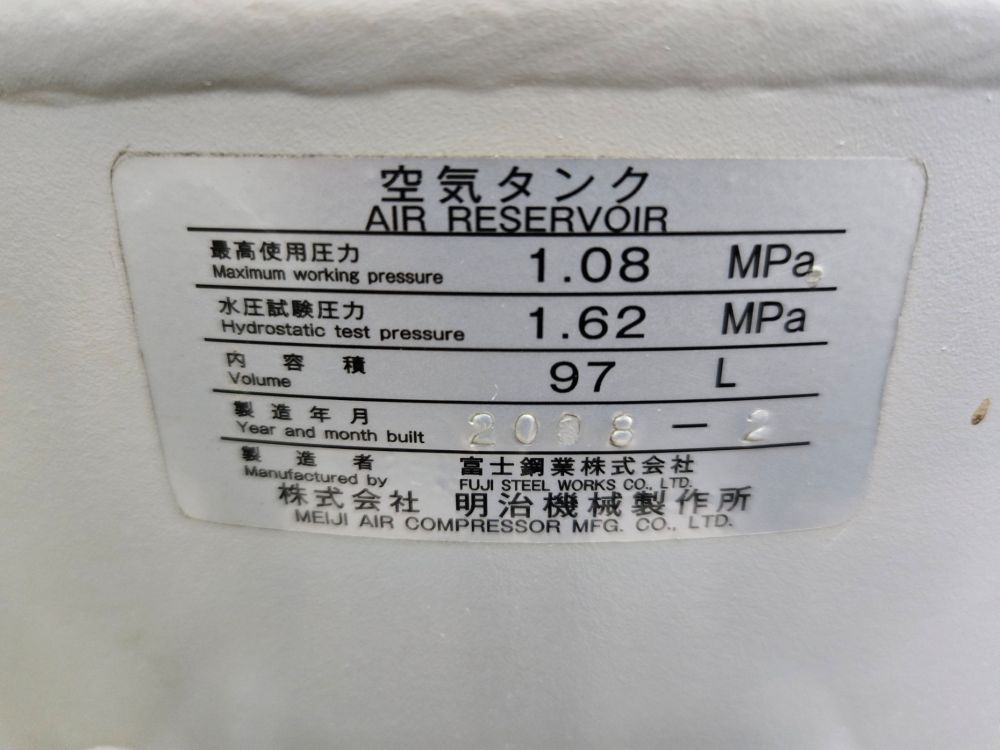 空気タンク
AIR RESERVOIR
最高使用圧力 1.08 MPa
Maximum working pressure
水圧試験圧力 1.62 MPa
Hydrostatic test pressure
内容積 97 L
Volume
製造年月 2008-2
Year and month built
製造者 富士鋼業株式会社
Manufactured by FUJI STEEL WORKS CO., LTD.
株式会社 明治機械製作所
MEIJI AIR COMPRESSOR MFG. CO., LTD.